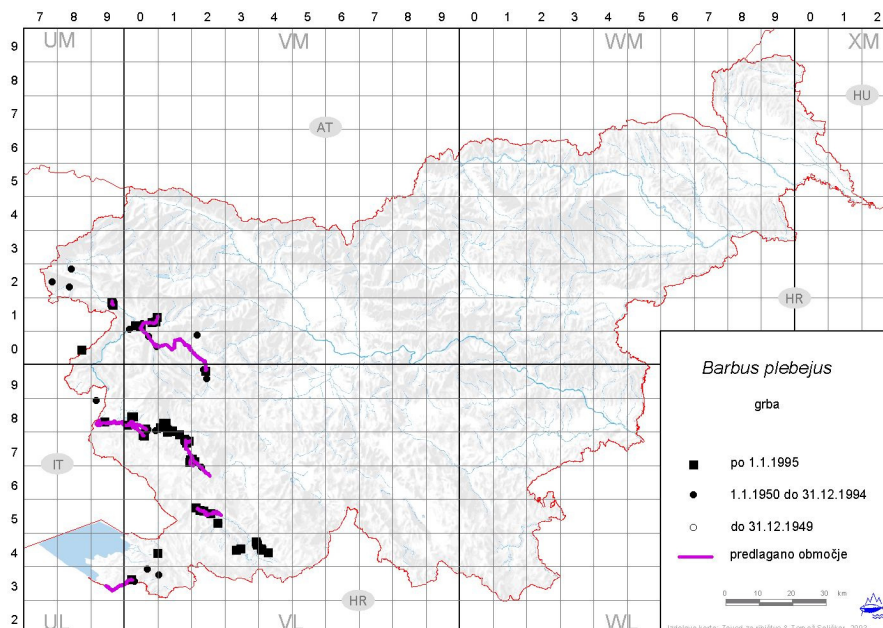 7 8 9 0 1 2 3 4 5 6 7 8 9 0 1 2 3 4 5 6 7 8 9 0 1 2
UM VM WM XM
9
8
HU
7
AT
6
5
4
3
2
1
HR
0
9
8
7
IT
6
5
4
3
HR
2
UL VL WL
Barbus plebejus
grba
po 1.1.1995
1.1.1950 do 31.12.1994
do 31.12.1949
predlagano območje
0 10 20 30 km